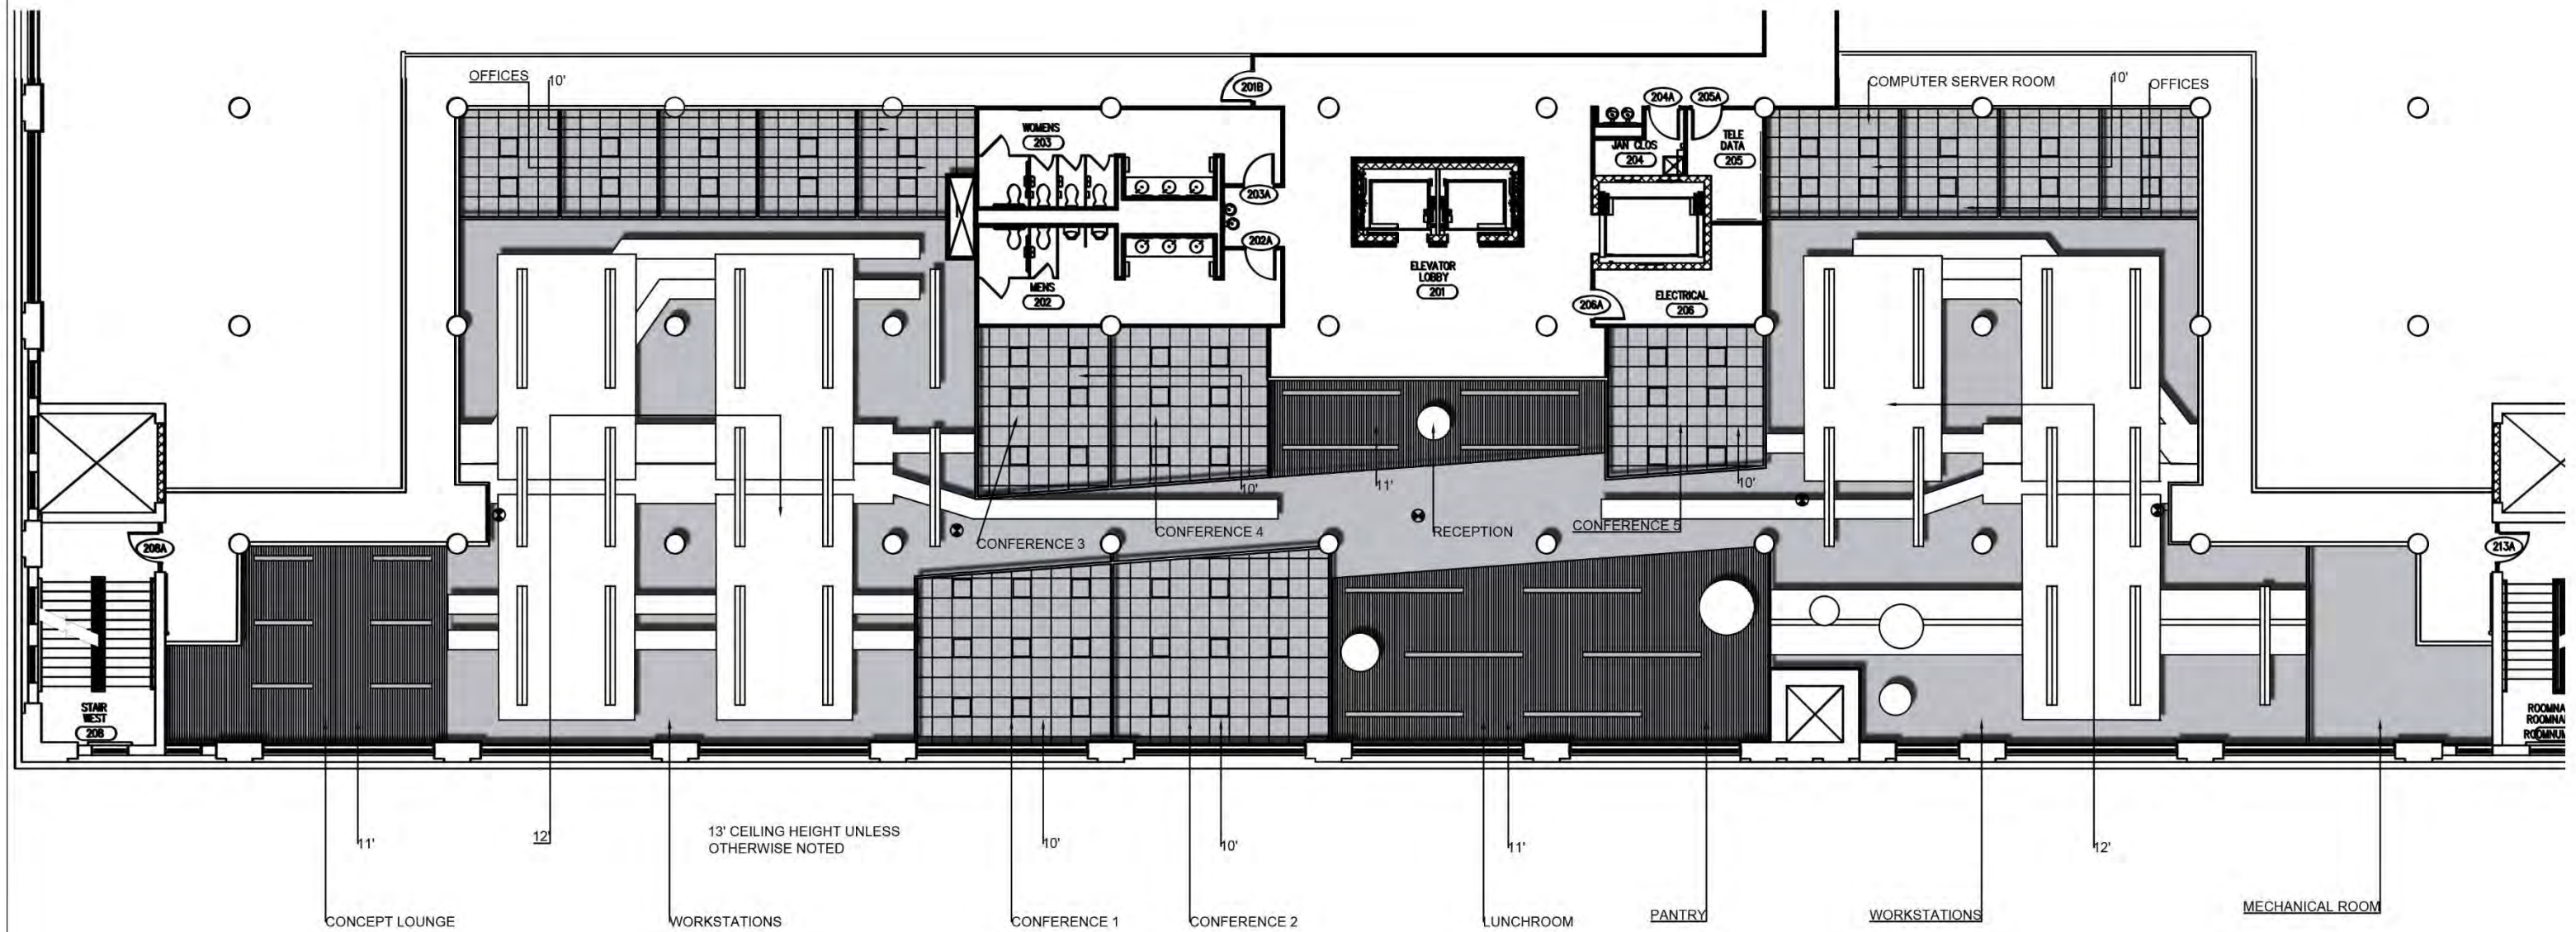 OFFICES
10'
201B
COMPUTER SERVER ROOM
10'
OFFICES
204A
205A
WOMENS
203
JAN CLOS
204
TELE
DATA
205
203A
202A
ELEVATOR
LOBBY
201
MENS
202
206A
ELECTRICAL
206
10'
11'
10'
CONFERENCE 3
CONFERENCE 4
RECEPTION
CONFERENCE 5
208A
213A
STAIR
WEST
208
11'
12'
13' CEILING HEIGHT UNLESS
OTHERWISE NOTED
10'
10'
11'
12'
CONCEPT LOUNGE
WORKSTATIONS
CONFERENCE 1
CONFERENCE 2
LUNCHROOM
PANTRY
WORKSTATIONS
MECHANICAL ROOM